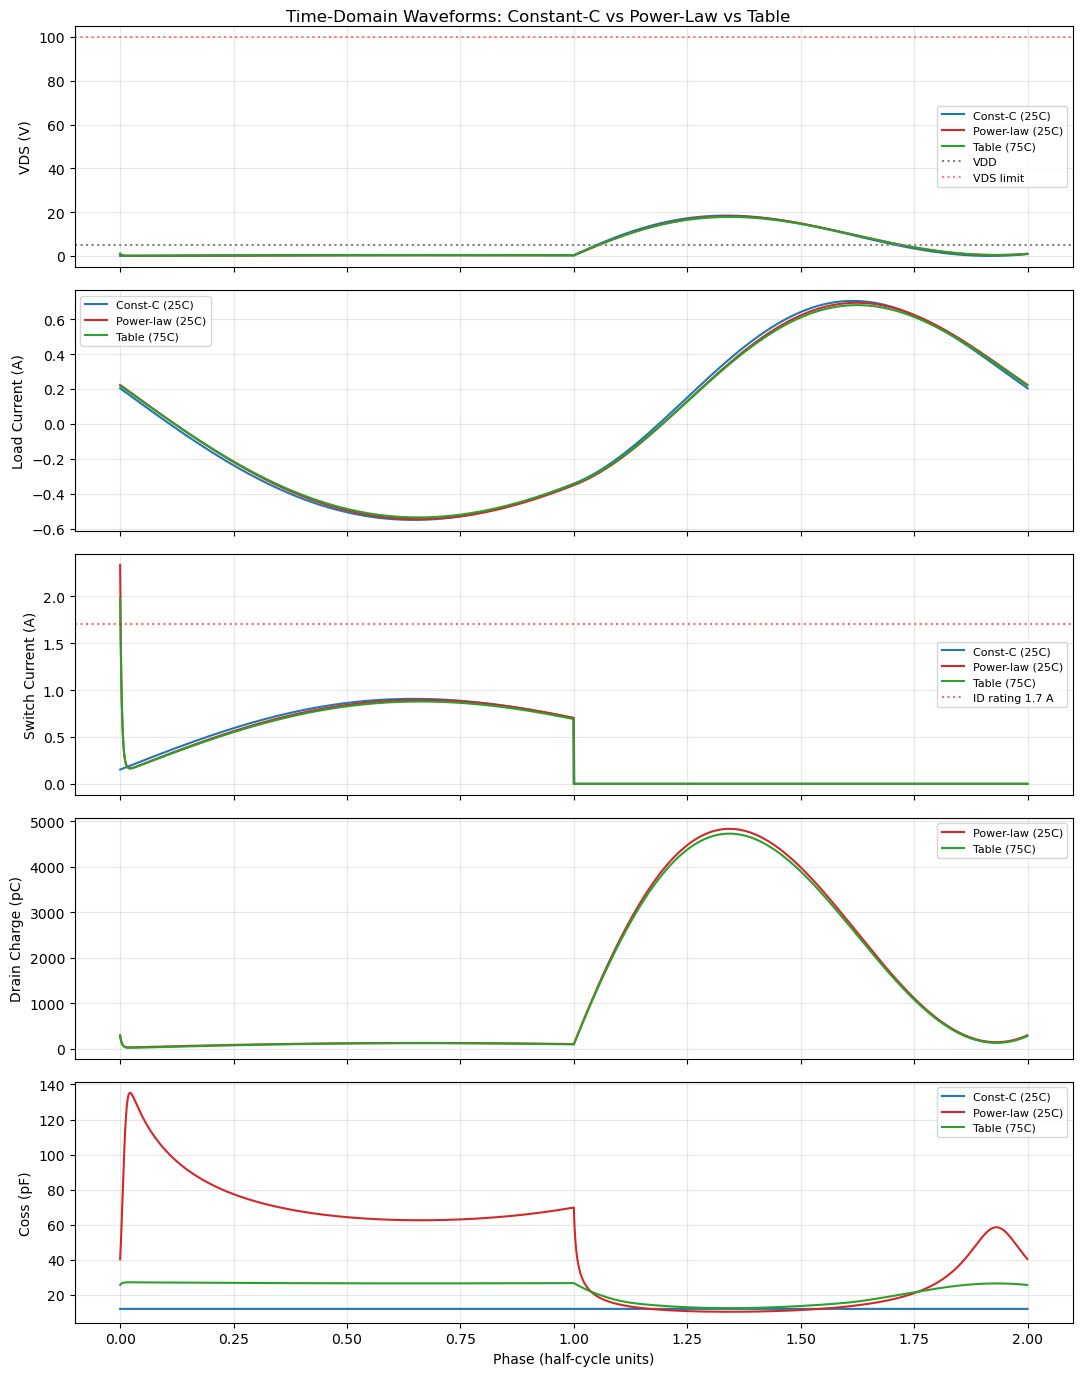 Time-Domain Waveforms: Constant-C vs Power-Law vs Table
100
80
60
40
20
0
VDS (V)
Const-C (25C)
Power-law (25C)
Table (75C)
VDD
VDS limit
0.6
0.4
0.2
0.0
−0.2
−0.4
−0.6
Load Current (A)
Const-C (25C)
Power-law (25C)
Table (75C)
2.0
1.5
1.0
0.5
0.0
Switch Current (A)
Const-C (25C)
Power-law (25C)
Table (75C)
ID rating 1.7 A
5000
4000
3000
2000
1000
0
Drain Charge (pC)
Power-law (25C)
Table (75C)
140
120
100
80
60
40
20
Coss (pF)
Const-C (25C)
Power-law (25C)
Table (75C)
0.00 0.25 0.50 0.75 1.00 1.25 1.50 1.75 2.00
Phase (half-cycle units)